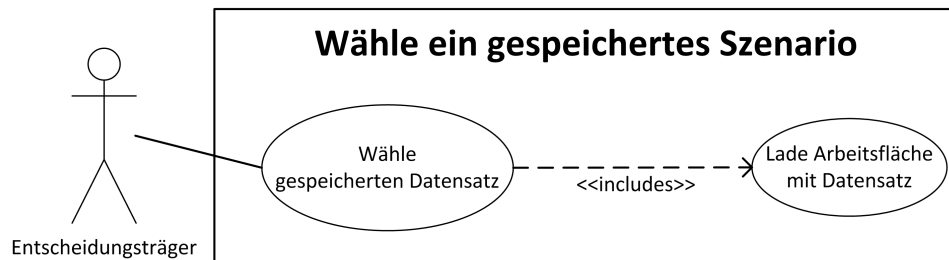 Wähle ein gespeichertes Szenario
Wähle
gespeicherten Datensatz
<<includes>>
Lade Arbeitsfläche
mit Datensatz
Entscheidungsträger